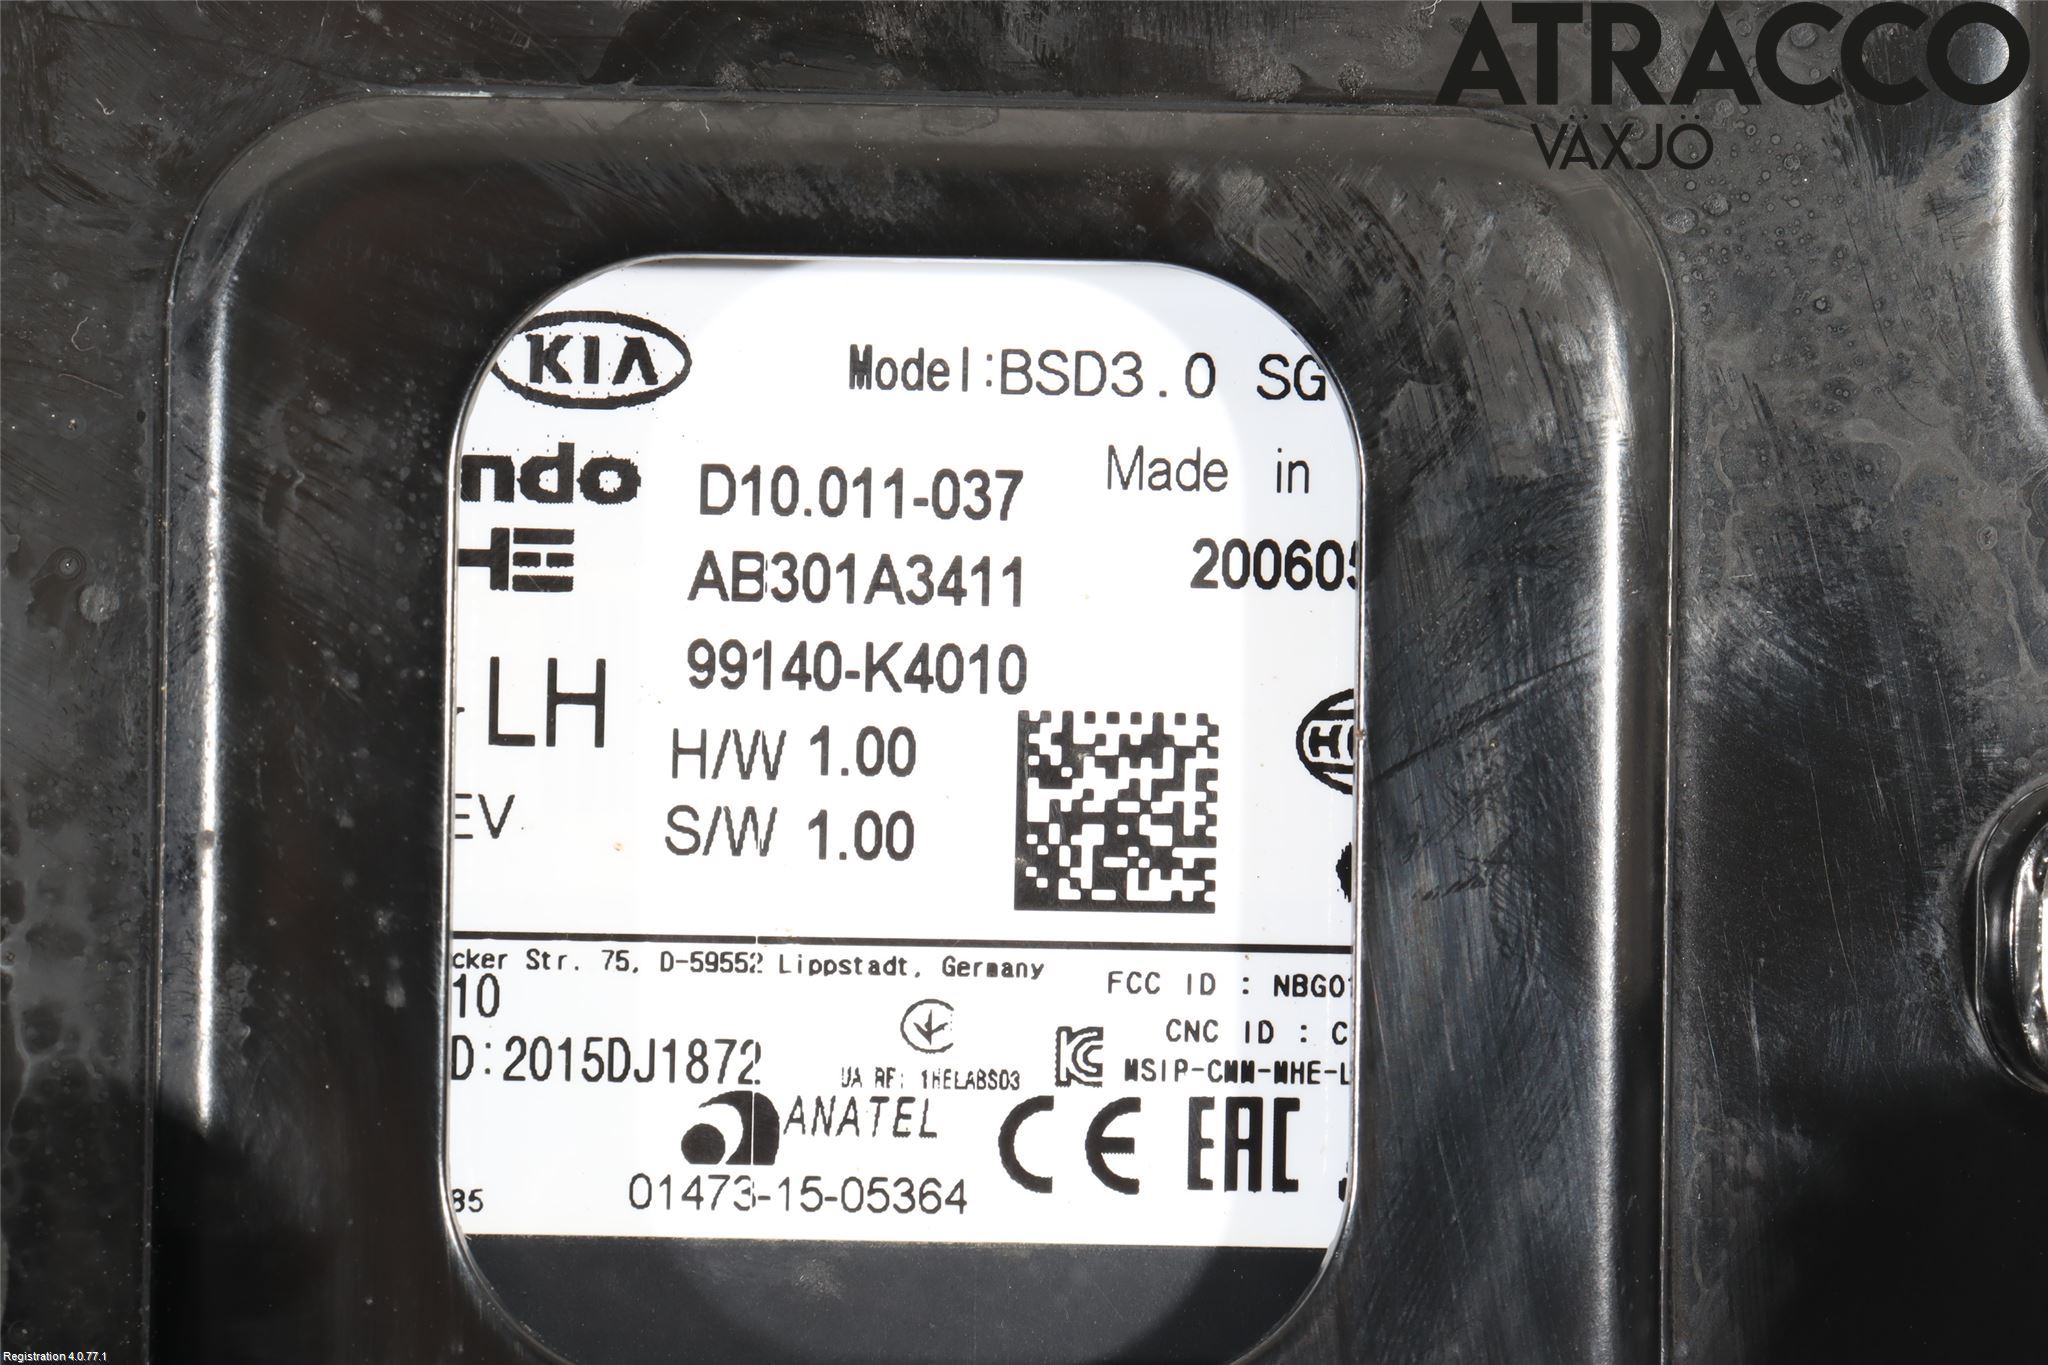 ATRACCO
VÄXJÖ
KIA
Model:BSD3.0 SG
ndo
D10.011-037
Made in
AB301A3411
20060
99140-K4010
LH
H/W 1.00
EV
S/W 1.00
cker Str. 75, D-59552 Lippstadt, Germany
FCC ID : NBG0
10
CNC ID : C
D:2015DJ1872
UA RF: 1HELABS03
MSIP-CMM-MHE-L
ANATEL
CE EAC
01473-15-05364
85
Registration 4.0.77.1